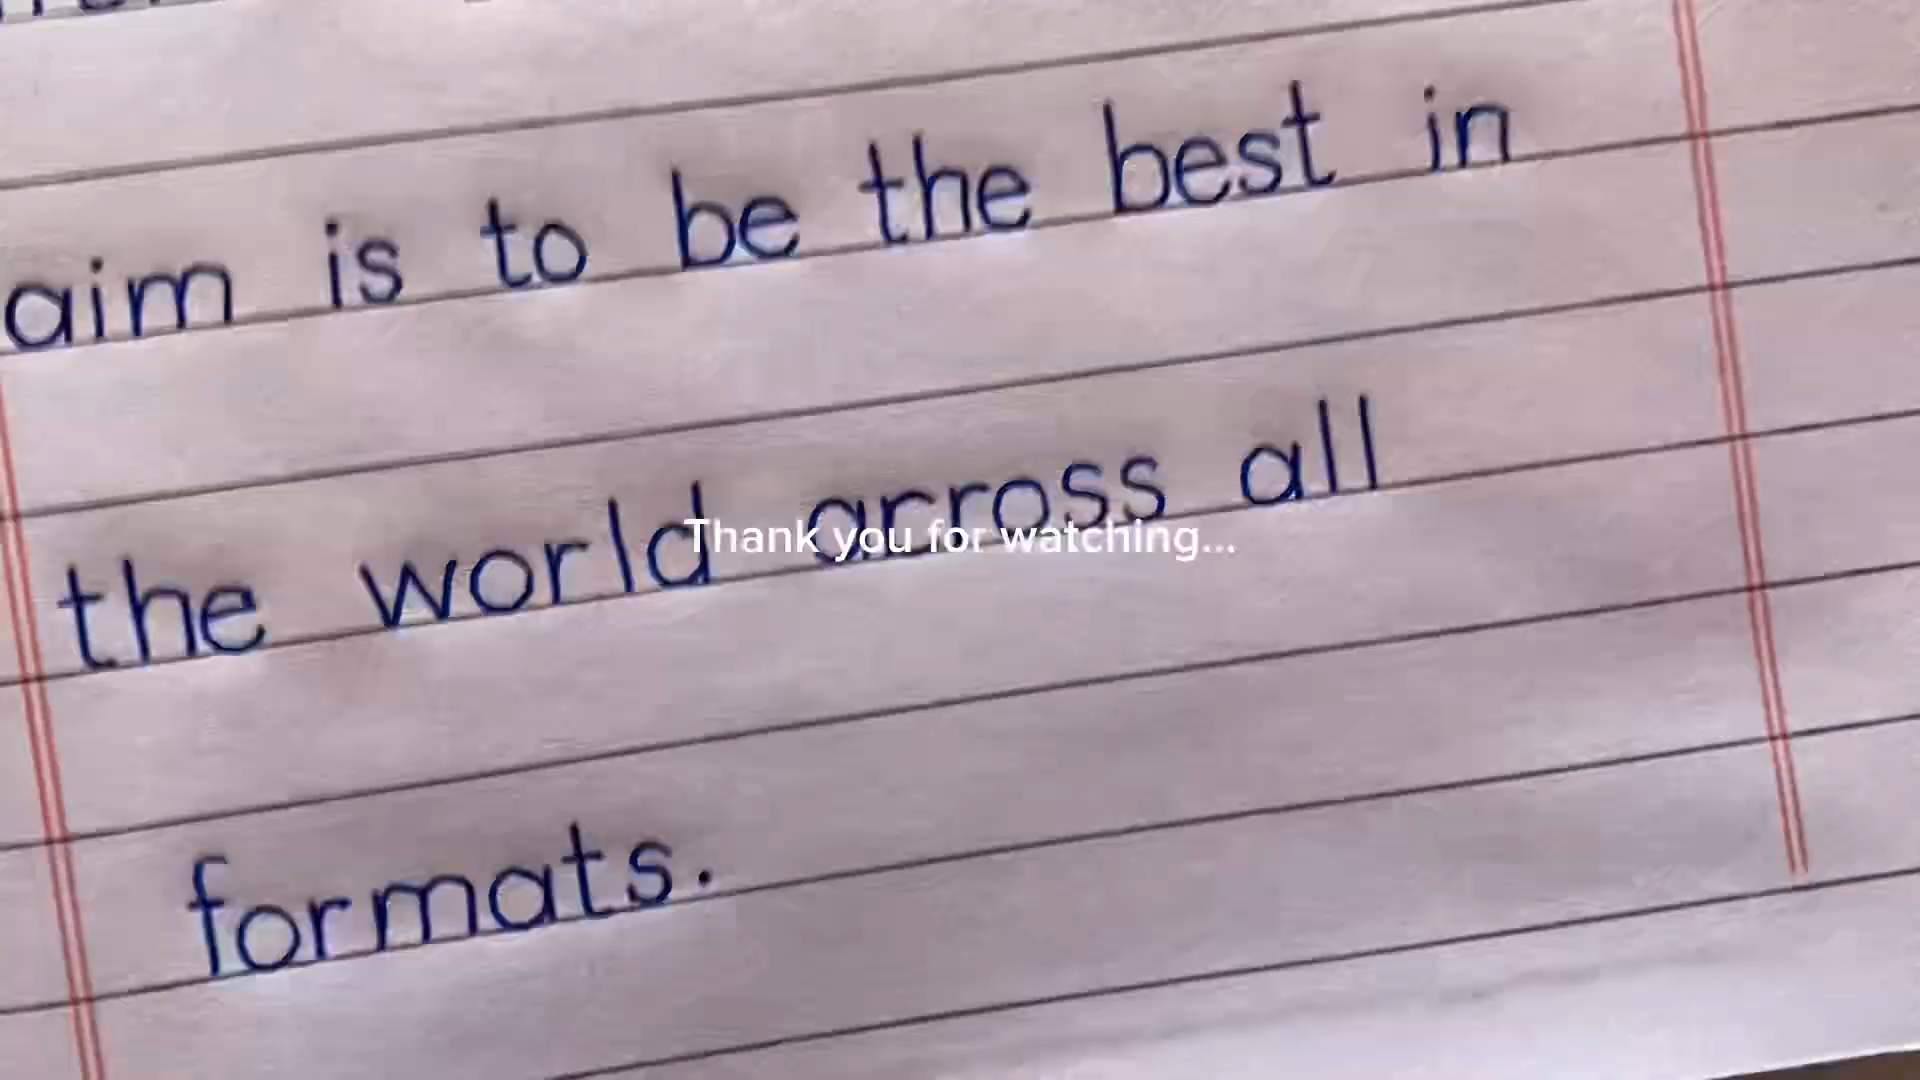 aim is to be the best in
the world arross all
Thank you for watching...
formats.